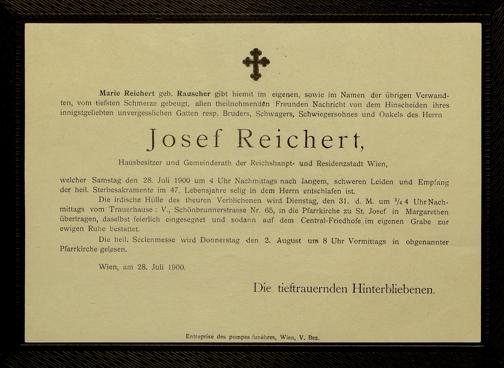 Marie Reichert geb. Rauscher gibt hiemit im eigenen, sowie im Namen der übrigen Verwand-
ten, vom tiefsten Schmerze gebeugt, allen theilnehmenden Freunden Nachricht von dem Hinscheiden ihres
innigstgeliebten unvergesslichen Gatten resp. Bruders, Schwagers, Schwiegersohnes und Onkels des Herrn
Josef Reichert,
Hausbesitzer und Gemeinderath der Reichshaupt- und Residenzstadt Wien,
welcher Samstag den 28. Juli 1900 um 4 Uhr Nachmittags nach langem, schweren Leiden und Empfang
der heil. Sterbesakramente im 47. Lebensjahre selig in dem Herrn entschlafen ist.
Die irdische Hülle des theuren Verblichenen wird Dienstag, den 31. d. M. um ¾4 Uhr Nach-
mittags vom Trauerhause: V., Schönbrunnerstrasse Nr. 65, in die Pfarrkirche zu St. Josef in Margarethen
übertragen, daselbst feierlich eingesegnet und sodann auf dem Central-Friedhofe im eigenen Grabe zur
ewigen Ruhe bestattet.
Die heil. Seelenmesse wird Donnerstag den 2. August um 8 Uhr Vormittags in obgenannter
Pfarrkirche gelesen.
Wien, am 28. Juli 1900.
Die tieftrauernden Hinterbliebenen.
Entreprise des pompes funèbres, Wien, V. Bez.